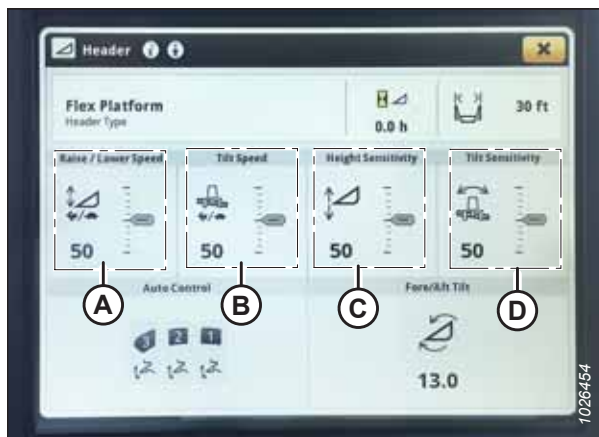 Header
Flex Platform
Header Type
0.0 h
30 ft
Raise / Lower Speed
Tilt Speed
Height Sensitivity
Tilt Sensitivity
50
50
50
50
A
B
C
D
Auto Control
Fore/Aft Tilt
3 2 1
13.0
1026454